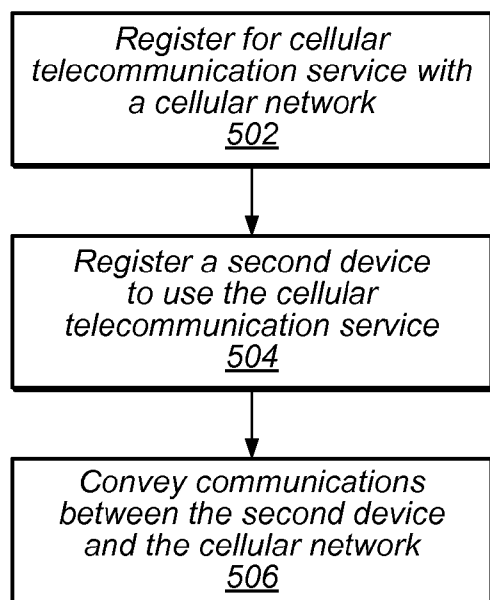 Register for cellular
telecommunication service with
a cellular network
502
Register a second device
to use the cellular
telecommunication service
504
Convey communications
between the second device
and the cellular network
506